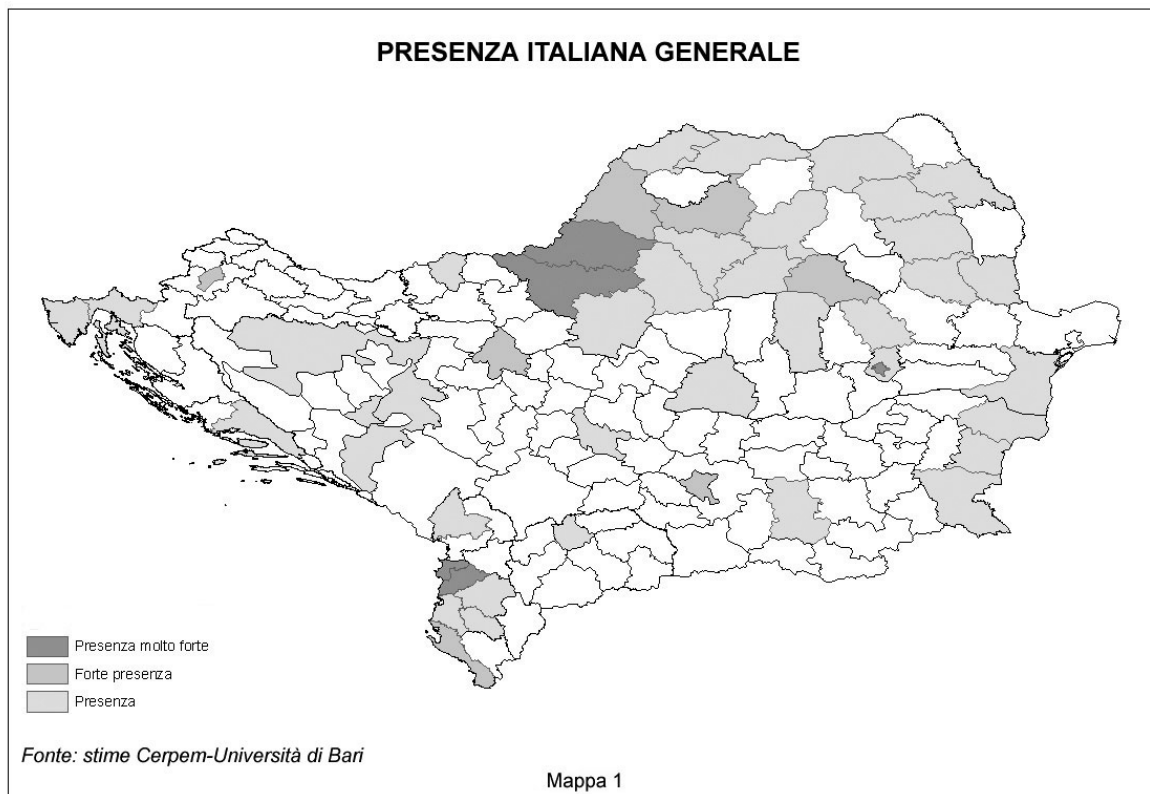 PRESENZA ITALIANA GENERALE
Presenza molto forte
Forte presenza
Presenza
Fonte: stime Cerpem-Università di Bari
Mappa 1